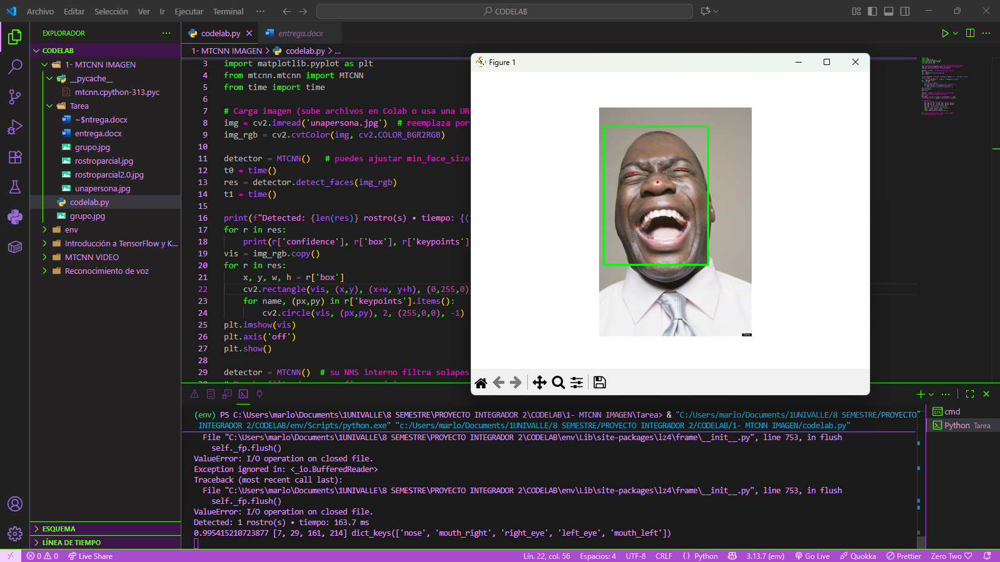 Archivo Editar Selección Ver Ir Ejecutar Terminal ··· CODELAB
EXPLORADOR ···
CODELAB
1- MTCNN IMAGEN
__pycache__
mtcnn.cpython-313.pyc
Tarea
~$ntrega.docx
entrega.docx
grupo.jpg
rostroparcial.jpg
rostroparcial2.0.jpg
unapersona.jpg
codelab.py
grupo.jpg
env
Introducción a TensorFlow y K...
MTCNN VIDEO
Reconocimiento de voz
ESQUEMA
LÍNEA DE TIEMPO
codelab.py entrega.docx
1- MTCNN IMAGEN > codelab.py > ...
3 import matplotlib.pyplot as plt
4 from mtcnn.mtcnn import MTCNN
5 from time import time
6
7 # Carga imagen (sube archivos en Colab o usa una UR
8 img = cv2.imread('unapersona.jpg') # reemplaza por
9 img_rgb = cv2.cvtColor(img, cv2.COLOR_BGR2RGB)
10
11 detector = MTCNN() # puedes ajustar min_face_size
12 t0 = time()
13 res = detector.detect_faces(img_rgb)
14 t1 = time()
15
16 print(f"Detected: {len(res)} rostro(s) • tiempo: {(
17 for r in res:
18 print(r['confidence'], r['box'], r['keypoints']
19 vis = img_rgb.copy()
20 for r in res:
21 x, y, w, h = r['box']
22 cv2.rectangle(vis, (x,y), (x+w, y+h), (0,255,0)
23 for name, (px,py) in r['keypoints'].items():
24 cv2.circle(vis, (px,py), 2, (255,0,0), -1)
25 plt.imshow(vis)
26 plt.axis('off')
27 plt.show()
28
29 detector = MTCNN() # su NMS interno filtra solapes
Figure 1
(env) PS C:\Users\marlo\Documents\1UNIVALLE\8 SEMESTRE\PROYECTO INTEGRADOR 2\CODELAB\1- MTCNN IMAGEN\Tarea> & "C:/Users/marlo/Documents/1UNIVALLE/8 SEMESTRE/PROYECTO
INTEGRADOR 2/CODELAB/env/Scripts/python.exe" "c:/Users/marlo/Documents/1UNIVALLE/8 SEMESTRE/PROYECTO INTEGRADOR 2/CODELAB/1- MTCNN IMAGEN/codelab.py"
File "C:\Users\marlo\Documents\1UNIVALLE\8 SEMESTRE\PROYECTO INTEGRADOR 2\CODELAB\env\Lib\site-packages\lz4\frame\__init__.py", line 753, in flush
self._fp.flush()
ValueError: I/O operation on closed file.
Exception ignored in: <_io.BufferedReader>
Traceback (most recent call last):
File "C:\Users\marlo\Documents\1UNIVALLE\8 SEMESTRE\PROYECTO INTEGRADOR 2\CODELAB\env\Lib\site-packages\lz4\frame\__init__.py", line 753, in flush
self._fp.flush()
ValueError: I/O operation on closed file.
Detected: 1 rostro(s) • tiempo: 163.7 ms
0.995415210723877 [7, 29, 161, 214] dict_keys(['nose', 'mouth_right', 'right_eye', 'left_eye', 'mouth_left'])
cmd
Python Tarea
0 0 Live Share Lín. 22, col. 56 Espacios: 4 UTF-8 CRLF {} Python 3.13.7 (env) Go Live Quokka Prettier Zero Two ♡